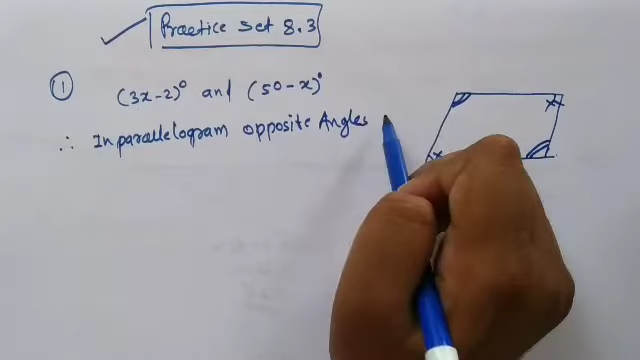 Practice Set 8.3
① (3x-2)° and (50-x)°
∴ In parallelogram opposite Angles
x
x